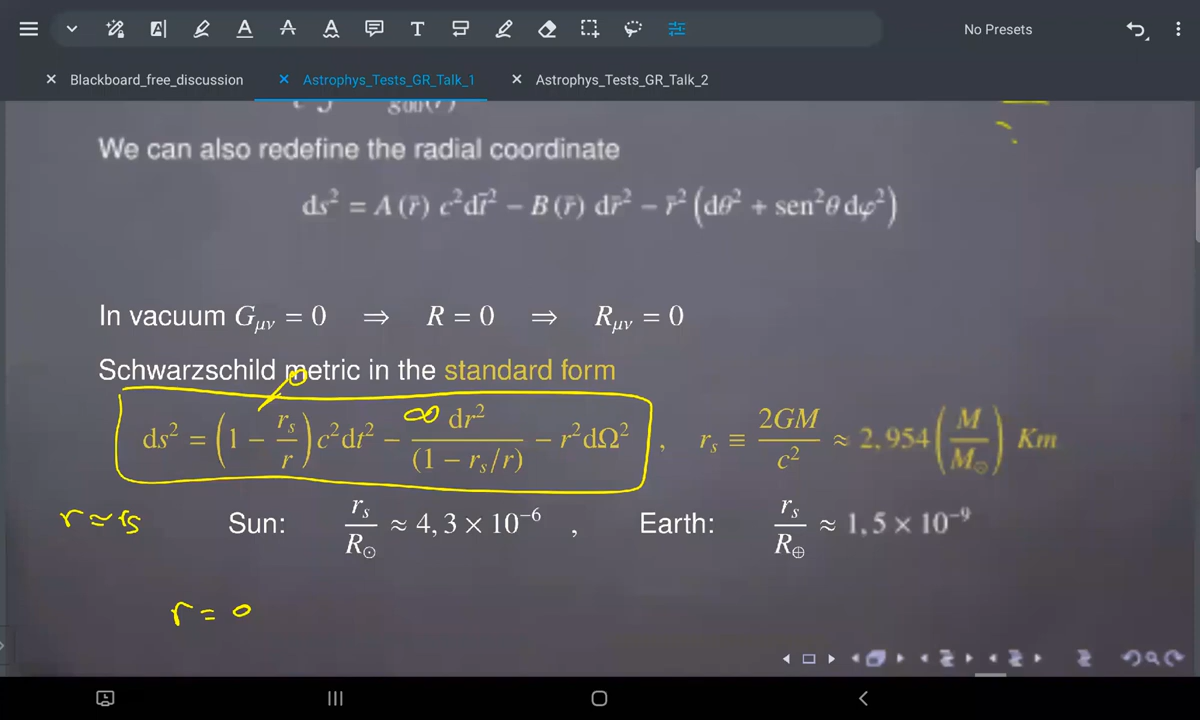 No Presets
Blackboard_free_discussion
Astrophys_Tests_GR_Talk_1
Astrophys_Tests_GR_Talk_2
We can also redefine the radial coordinate
ds² = A(r̄) c²dt̄² − B(r̄) dr̄² − r̄²(dθ² + sen²θdφ²)
In vacuum G_μν = 0 ⇒ R = 0 ⇒ R_μν = 0
Schwarzschild metric in the standard form
0
∞
ds² = (1 − r_s/r) c²dt² − dr²/(1 − r_s/r) − r²dΩ² , r_s ≡ 2GM/c² ≈ 2,954 (M/M_⊙) Km
r ≈ rs
Sun: r_s/R_⊙ ≈ 4,3 × 10⁻⁶ , Earth: r_s/R_⊕ ≈ 1,5 × 10⁻⁹
r = 0